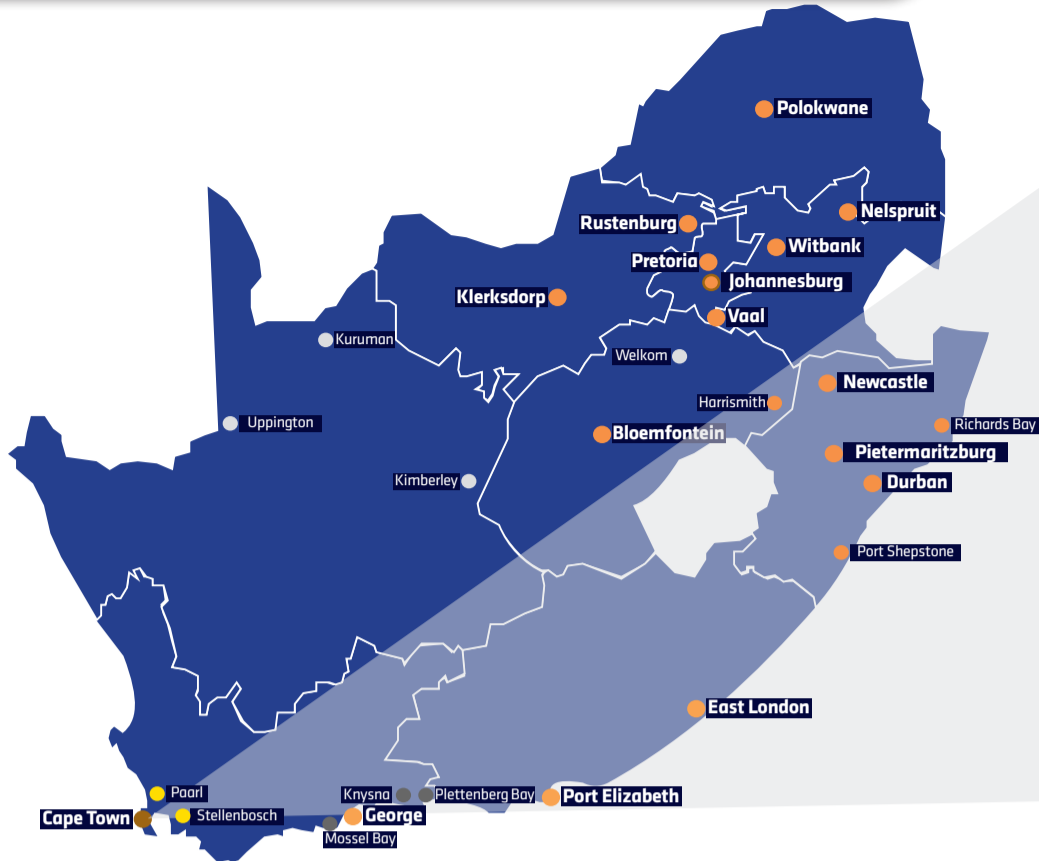 Polokwane
Nelspruit
Rustenburg
Witbank
Pretoria
Johannesburg
Klerksdorp
Vaal
Kuruman
Welkom
Newcastle
Harrismith
Uppington
Richards Bay
Bloemfontein
Pietermaritzburg
Kimberley
Durban
Port Shepstone
East London
Paarl
Knysna
Plettenberg Bay
Port Elizabeth
Cape Town
Stellenbosch
George
Mossel Bay